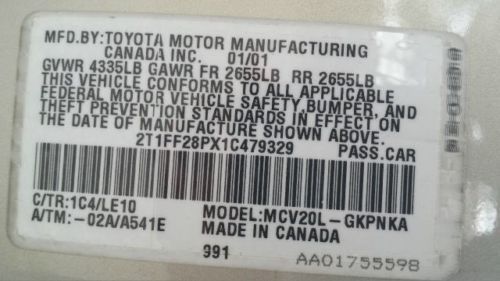 MFD.BY:TOYOTA MOTOR MANUFACTURING
CANADA INC. 01/01
GVWR 4335LB GAWR FR 2655LB RR 2655LB
THIS VEHICLE CONFORMS TO ALL APPLICABLE
FEDERAL MOTOR VEHICLE SAFETY,BUMPER, AND
THEFT PREVENTION STANDARDS IN EFFECT ON
THE DATE OF MANUFACTURE SHOWN ABOVE.
2T1FF28PX1C479329 PASS.CAR
C/TR:1C4/LE10 MODEL:MCV20L-GKPNKA
A/TM:-02A/A541E MADE IN CANADA
991 AA01755598